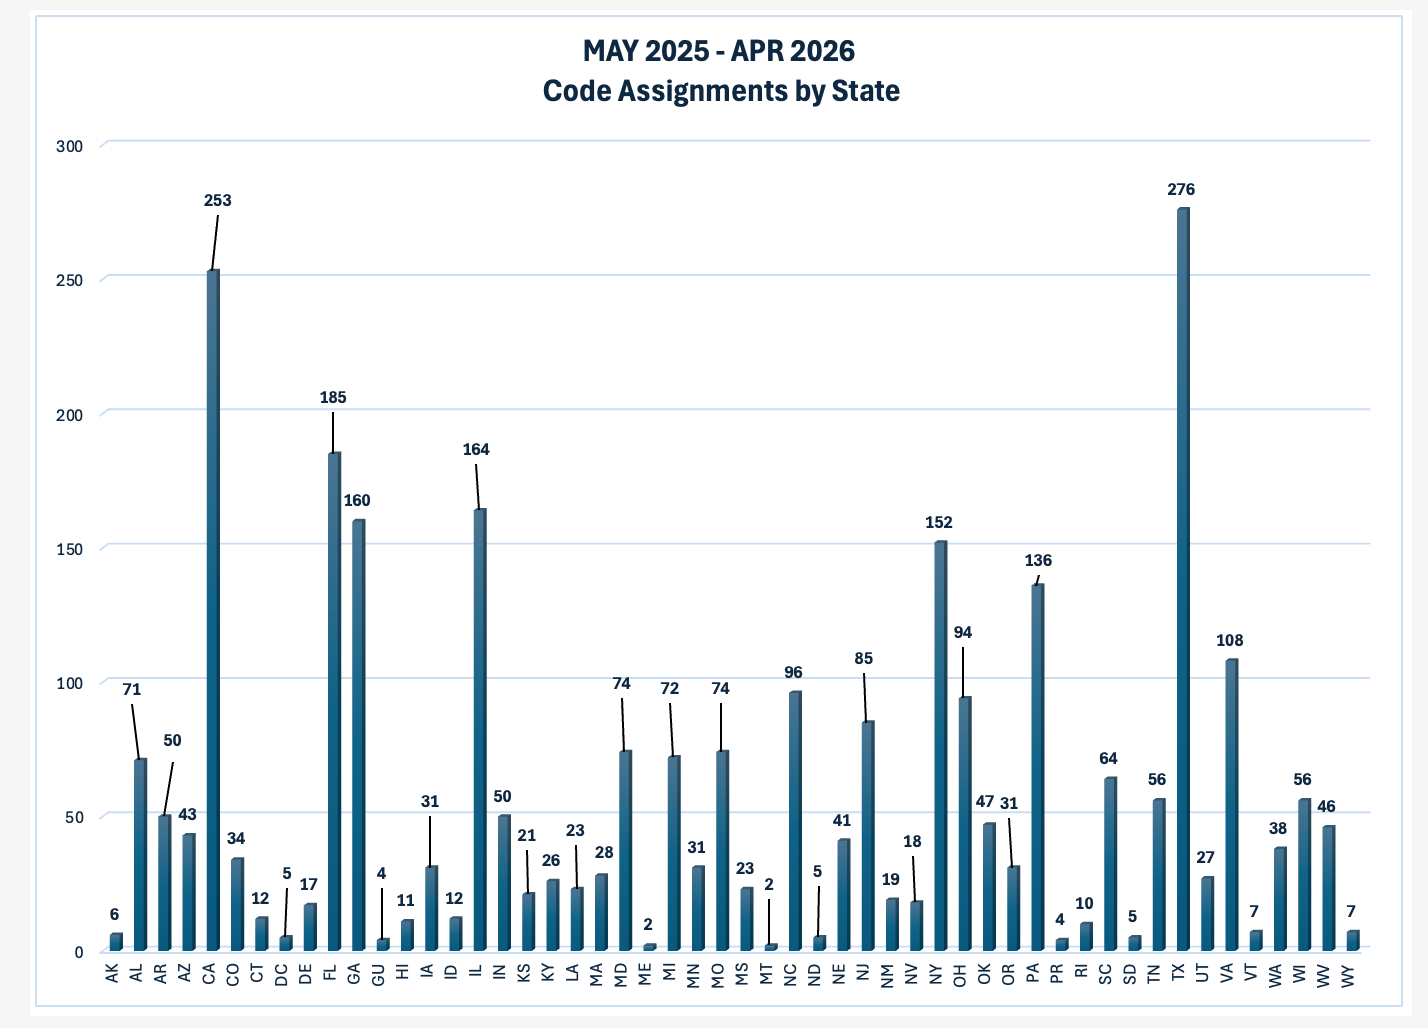 MAY 2025 - APR 2026
Code Assignments by State
300
250
200
150
100
50
0
6
71
50
43
253
34
12
5
17
185
160
4
11
31
12
164
50
21
26
23
28
74
2
72
31
74
23
2
96
5
41
85
19
18
152
94
47
31
136
4
10
64
5
56
276
27
108
7
38
56
46
7
AK
AL
AR
AZ
CA
CO
CT
DC
DE
FL
GA
GU
HI
IA
ID
IL
IN
KS
KY
LA
MA
MD
ME
MI
MN
MO
MS
MT
NC
ND
NE
NJ
NM
NV
NY
OH
OK
OR
PA
PR
RI
SC
SD
TN
TX
UT
VA
VT
WA
WI
WV
WY